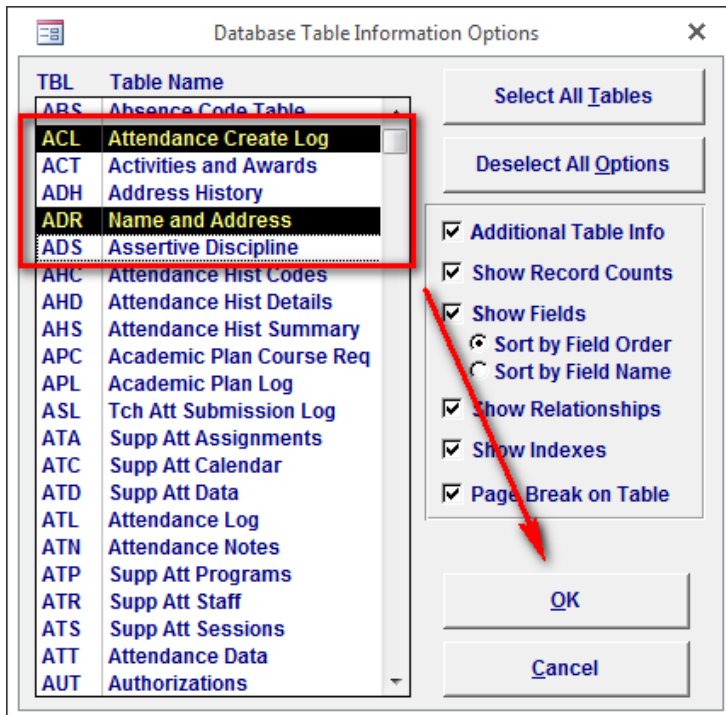 Database Table Information Options
TBL Table Name
ABS Absence Code Table
ACL Attendance Create Log
ACT Activities and Awards
ADH Address History
ADR Name and Address
ADS Assertive Discipline
AHC Attendance Hist Codes
AHD Attendance Hist Details
AHS Attendance Hist Summary
APC Academic Plan Course Req
APL Academic Plan Log
ASL Tch Att Submission Log
ATA Supp Att Assignments
ATC Supp Att Calendar
ATD Supp Att Data
ATL Attendance Log
ATN Attendance Notes
ATP Supp Att Programs
ATR Supp Att Staff
ATS Supp Att Sessions
ATT Attendance Data
AUT Authorizations
Select All Tables
Deselect All Options
Additional Table Info
Show Record Counts
Show Fields
Sort by Field Order
Sort by Field Name
Show Relationships
Show Indexes
Page Break on Table
OK
Cancel